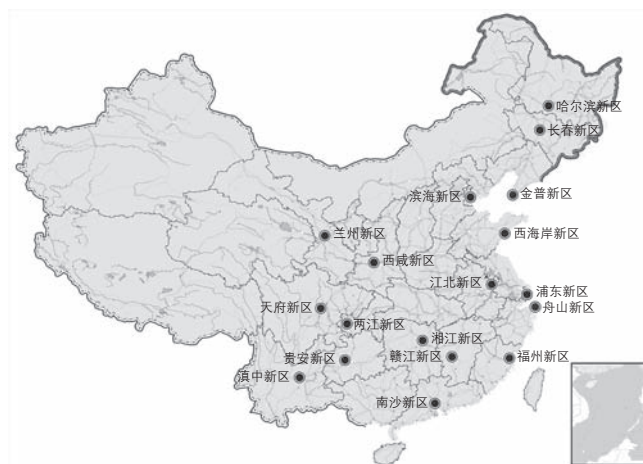 哈尔滨新区
长春新区
滨海新区
金普新区
兰州新区
西海岸新区
西咸新区
江北新区
浦东新区
天府新区
舟山新区
两江新区
湘江新区
贵安新区
赣江新区
福州新区
滇中新区
南沙新区